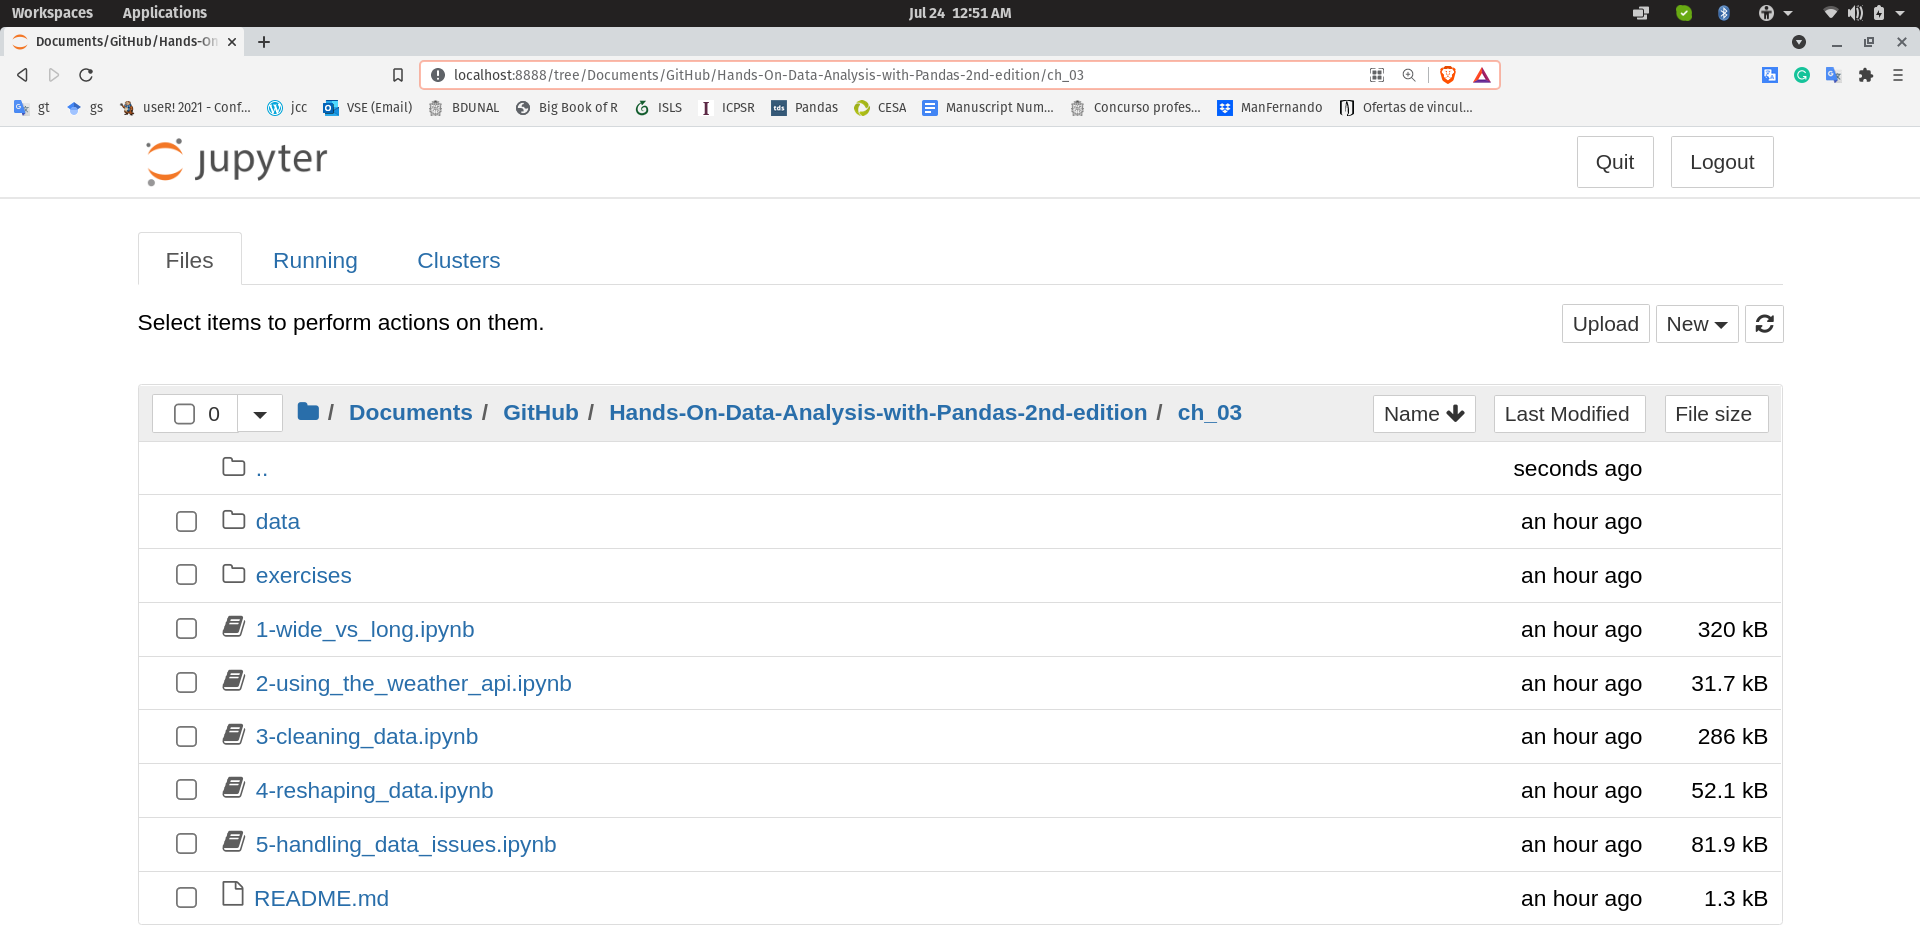 Workspaces Applications Jul 24 12:51 AM
Documents/GitHub/Hands-On
localhost:8888/tree/Documents/GitHub/Hands-On-Data-Analysis-with-Pandas-2nd-edition/ch_03
gt gs useR! 2021 - Conf... jcc VSE (Email) BDUNAL Big Book of R ISLS ICPSR tds Pandas CESA Manuscript Num... Concurso profes... ManFernando Ofertas de vincul...
jupyter Quit Logout
Files Running Clusters
Select items to perform actions on them. Upload New
0 / Documents / GitHub / Hands-On-Data-Analysis-with-Pandas-2nd-edition / ch_03 Name Last Modified File size
.. seconds ago
data an hour ago
exercises an hour ago
1-wide_vs_long.ipynb an hour ago 320 kB
2-using_the_weather_api.ipynb an hour ago 31.7 kB
3-cleaning_data.ipynb an hour ago 286 kB
4-reshaping_data.ipynb an hour ago 52.1 kB
5-handling_data_issues.ipynb an hour ago 81.9 kB
README.md an hour ago 1.3 kB